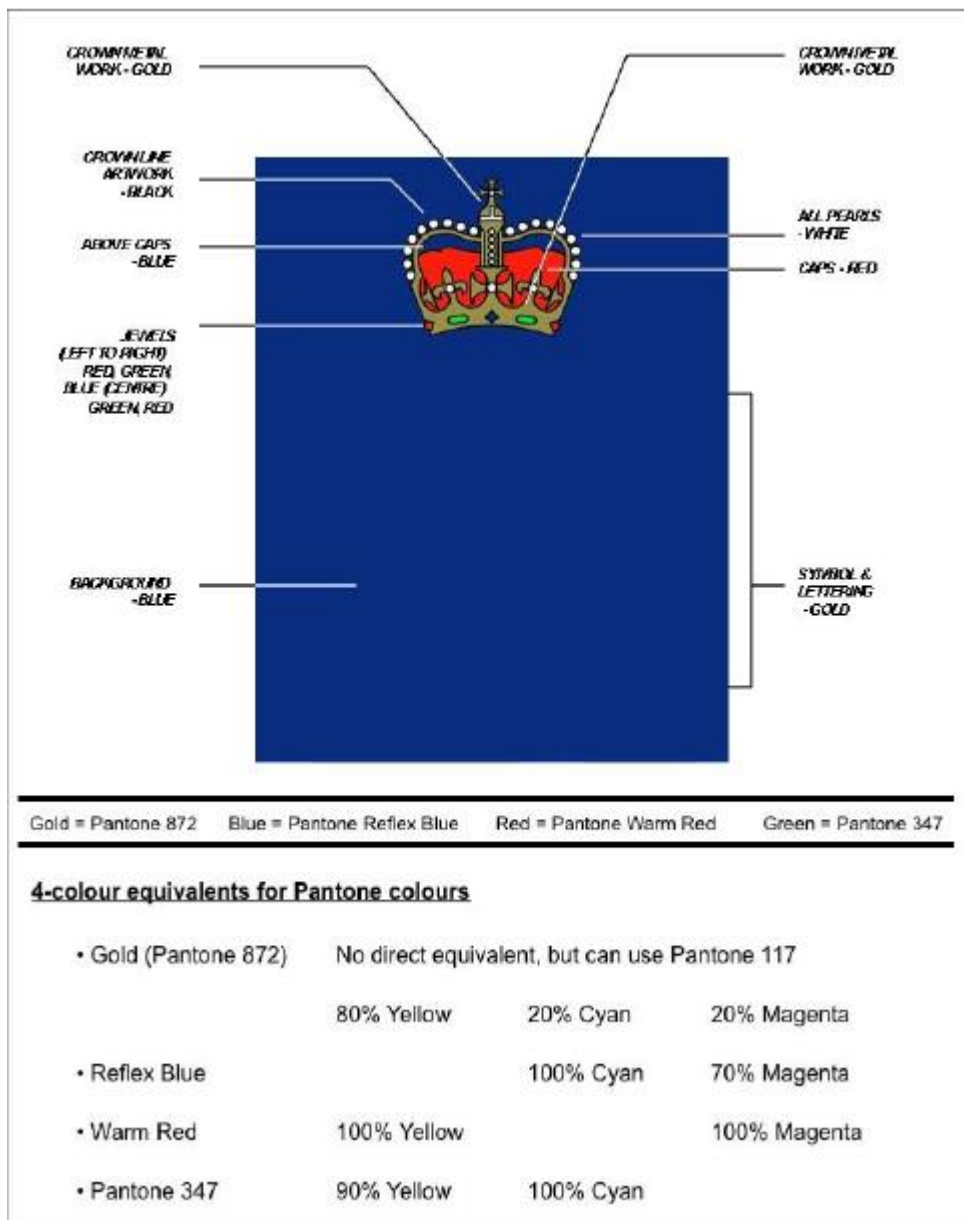 CROWN METAL
WORK - GOLD
CROWN METAL
WORK - GOLD
CROWN LINE
ARTWORK
- BLACK
ALL PEARLS
- WHITE
ABOVE CAPS
- BLUE
CAPS - RED
JEWELS
(LEFT TO RIGHT)
RED, GREEN,
BLUE (CENTRE)
GREEN, RED
BACKGROUND
- BLUE
SYMBOL &
LETTERING
- GOLD
Gold = Pantone 872 Blue = Pantone Reflex Blue Red = Pantone Warm Red Green = Pantone 347
4-colour equivalents for Pantone colours
• Gold (Pantone 872) No direct equivalent, but can use Pantone 117
80% Yellow 20% Cyan 20% Magenta
• Reflex Blue 100% Cyan 70% Magenta
• Warm Red 100% Yellow 100% Magenta
• Pantone 347 90% Yellow 100% Cyan